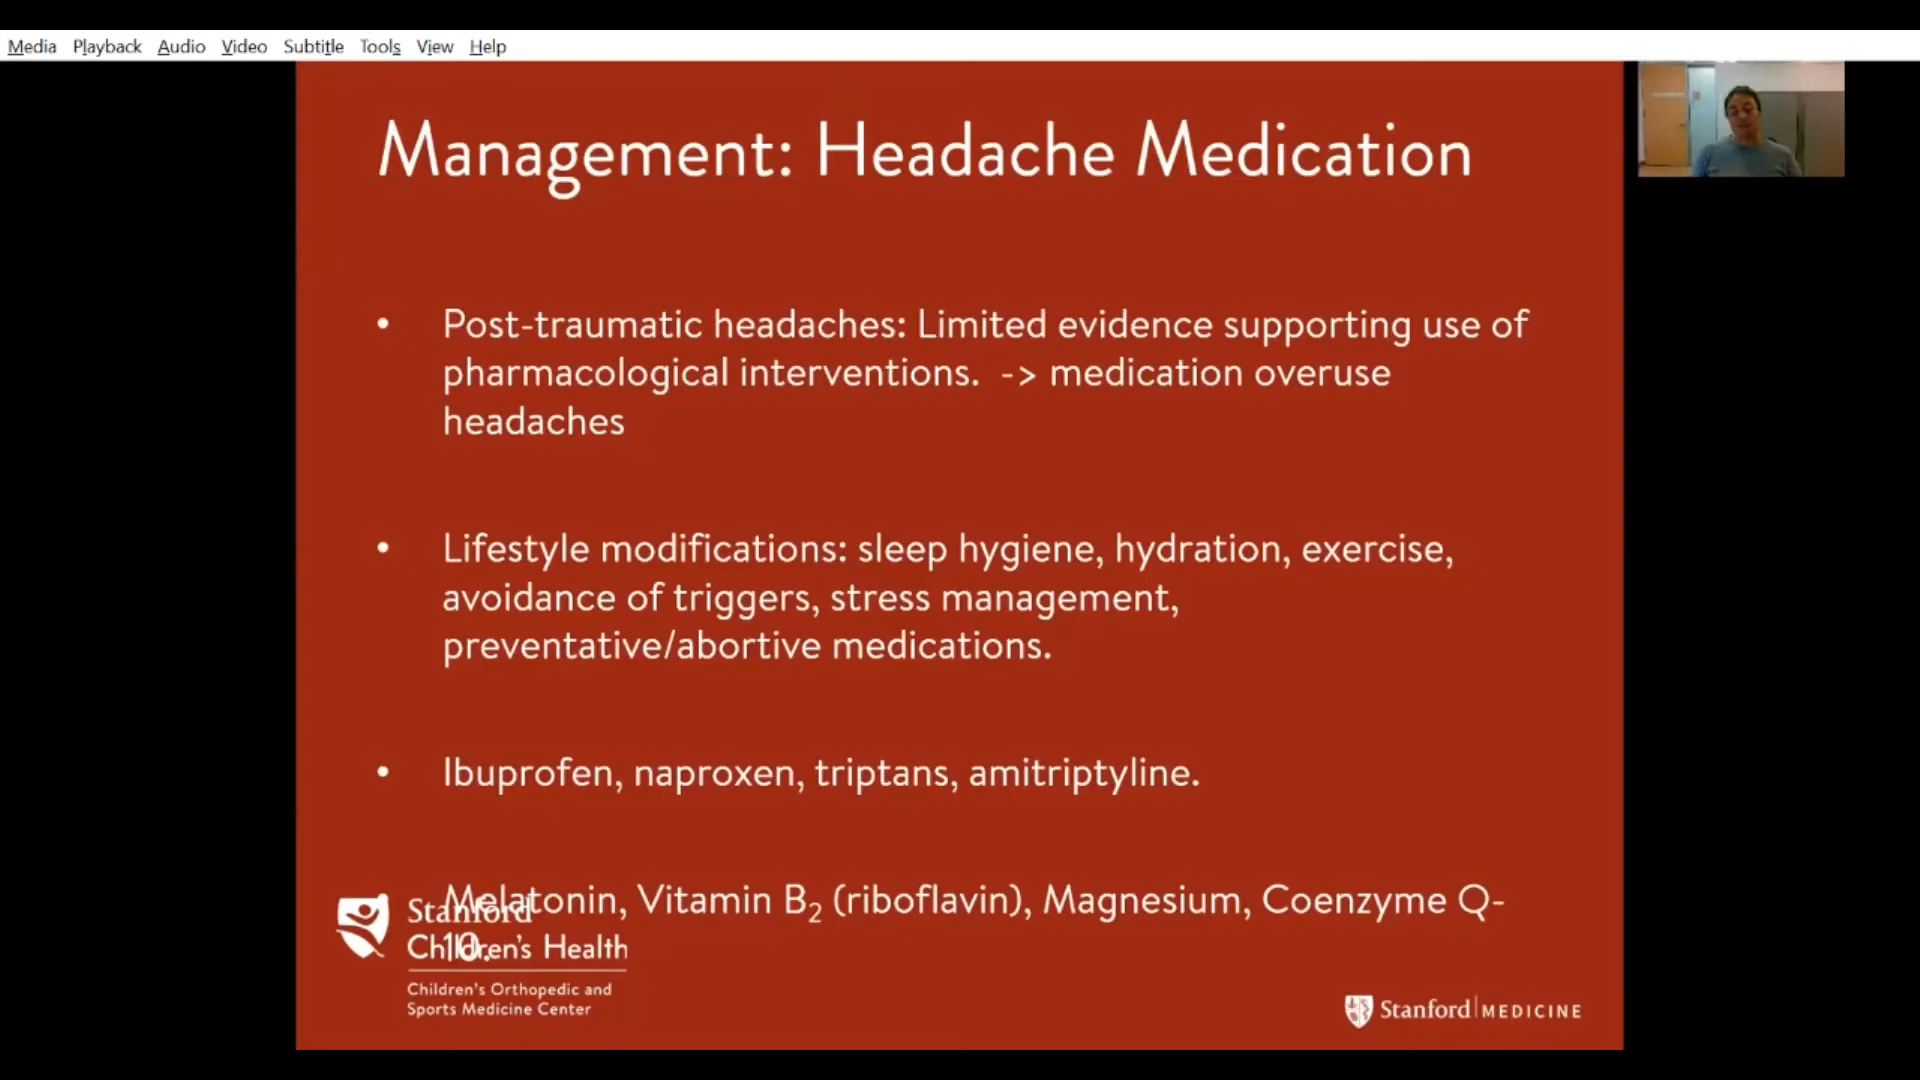 Media Playback Audio Video Subtitle Tools View Help
Management: Headache Medication
• Post-traumatic headaches: Limited evidence supporting use of
pharmacological interventions. -> medication overuse
headaches
• Lifestyle modifications: sleep hygiene, hydration, exercise,
avoidance of triggers, stress management,
preventative/abortive medications.
• Ibuprofen, naproxen, triptans, amitriptyline.
Melatonin, Vitamin B₂ (riboflavin), Magnesium, Coenzyme Q-
10.
Stanford
Children's Health
Children's Orthopedic and
Sports Medicine Center
Stanford MEDICINE